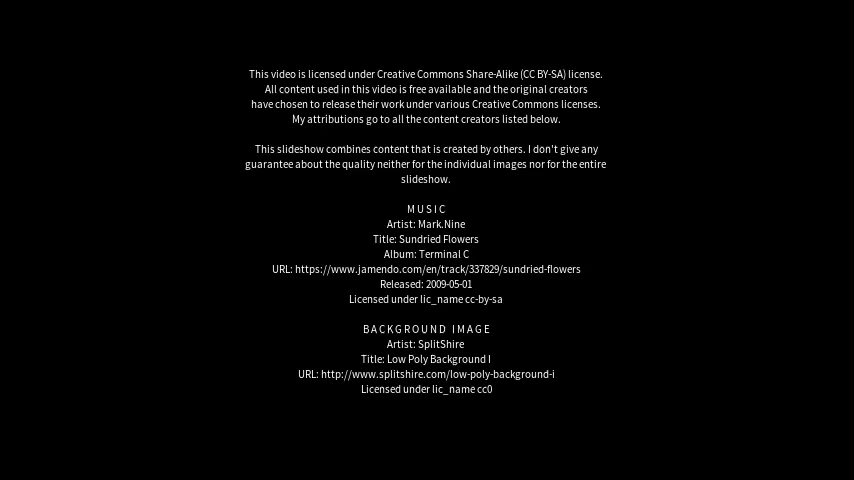 This video is licensed under Creative Commons Share-Alike (CC BY-SA) license.
All content used in this video is free available and the original creators
have chosen to release their work under various Creative Commons licenses.
My attributions go to all the content creators listed below.
This slideshow combines content that is created by others. I don't give any
guarantee about the quality neither for the individual images nor for the entire
slideshow.
MUSIC
Artist: Mark.Nine
Title: Sundried Flowers
Album: Terminal C
URL: https://www.jamendo.com/en/track/337829/sundried-flowers
Released: 2009-05-01
Licensed under lic_name cc-by-sa
BACKGROUND IMAGE
Artist: SplitShire
Title: Low Poly Background I
URL: http://www.splitshire.com/low-poly-background-i
Licensed under lic_name cc0